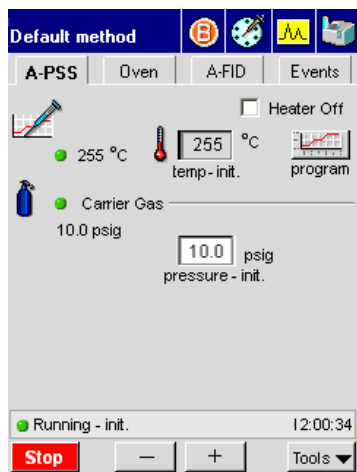 Default method B
A-PSS Oven A-FID Events
Heater Off
255 °C 255 °C
temp-init. program
Carrier Gas
10.0 psig
10.0 psig
pressure - init.
Running - init. 12:00:34
Stop − + Tools